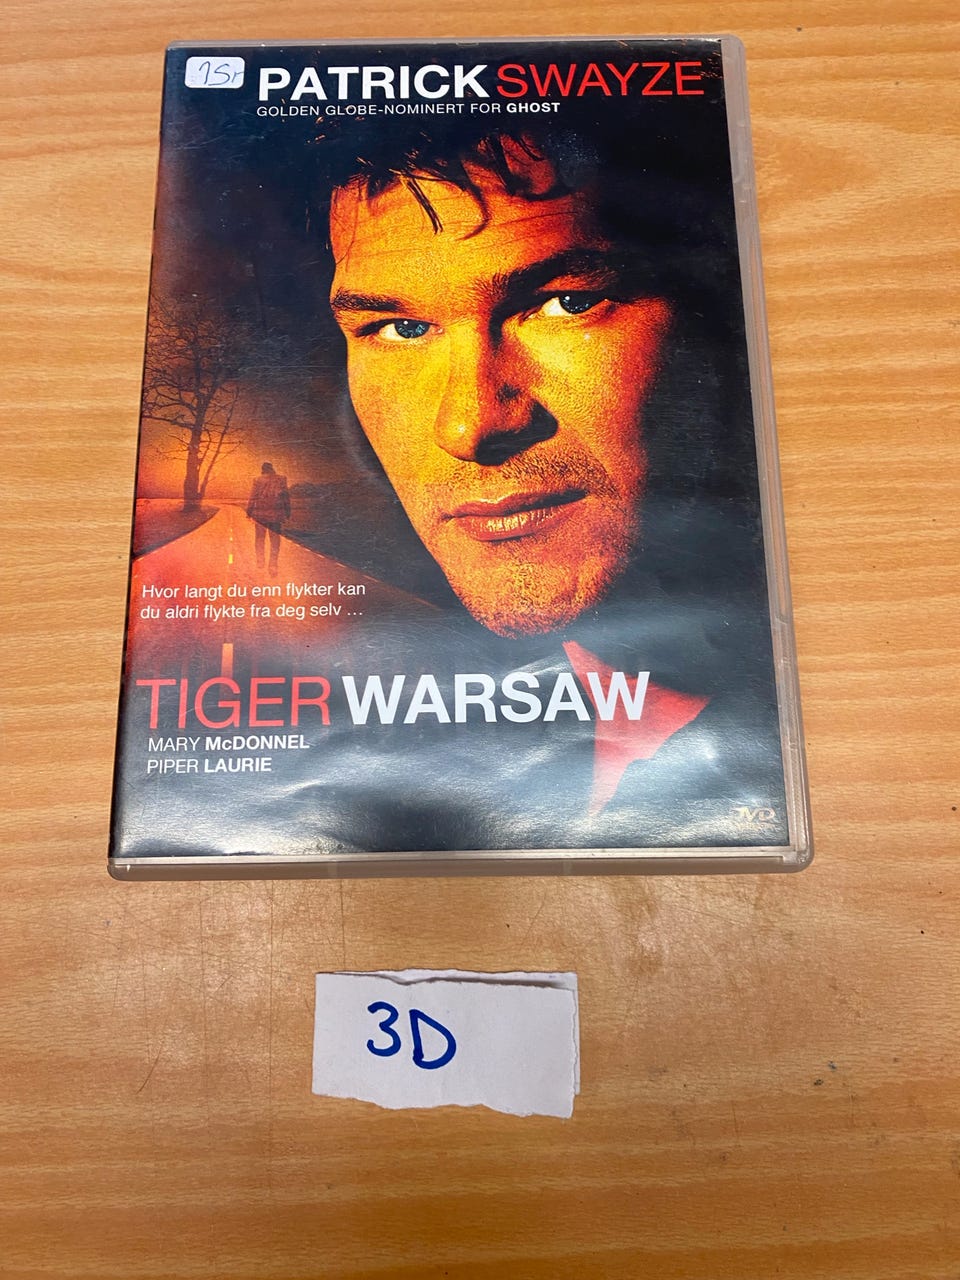 PATRICK SWAYZE
GOLDEN GLOBE-NOMINERT FOR GHOST
Hvor langt du enn flykter kan
du aldri flykte fra deg selv ...
TIGER WARSAW
MARY McDONNEL
PIPER LAURIE
DVD
3D